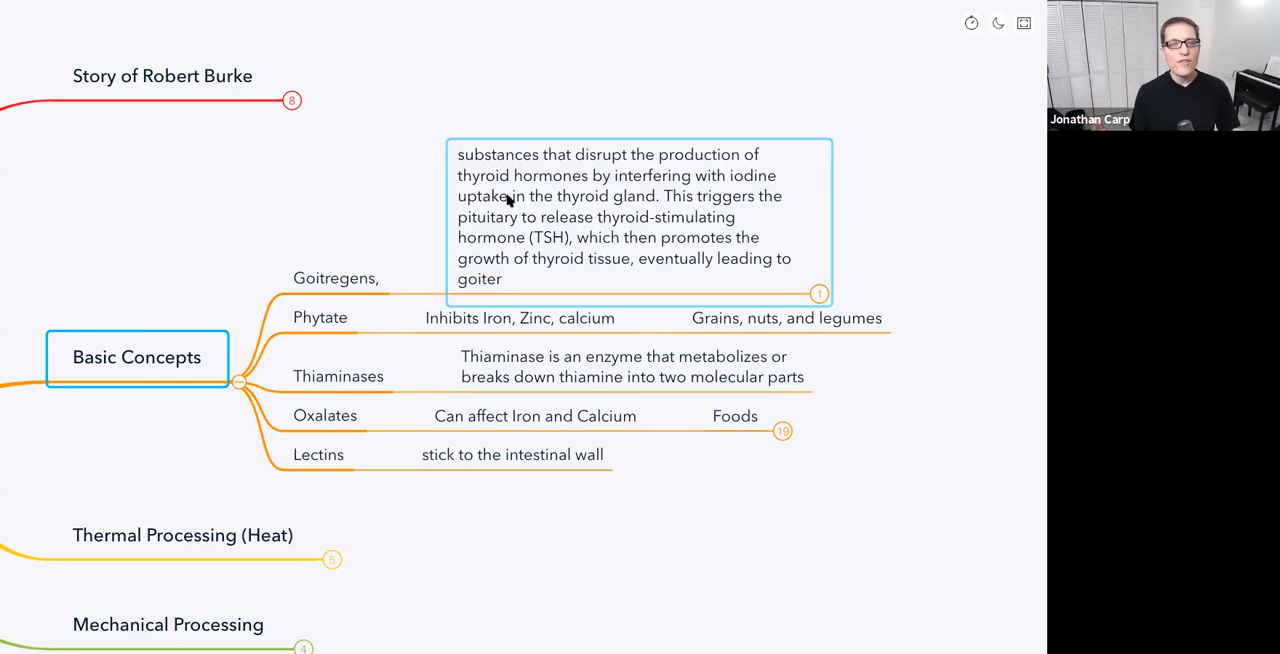 Story of Robert Burke
8
Jonathan Carp
substances that disrupt the production of
thyroid hormones by interfering with iodine
uptake in the thyroid gland. This triggers the
pituitary to release thyroid-stimulating
hormone (TSH), which then promotes the
growth of thyroid tissue, eventually leading to
goiter
Goitregens,
1
Phytate
Inhibits Iron, Zinc, calcium
Grains, nuts, and legumes
Basic Concepts
Thiaminases
Thiaminase is an enzyme that metabolizes or
breaks down thiamine into two molecular parts
Oxalates
Can affect Iron and Calcium
Foods
19
Lectins
stick to the intestinal wall
Thermal Processing (Heat)
5
Mechanical Processing
4